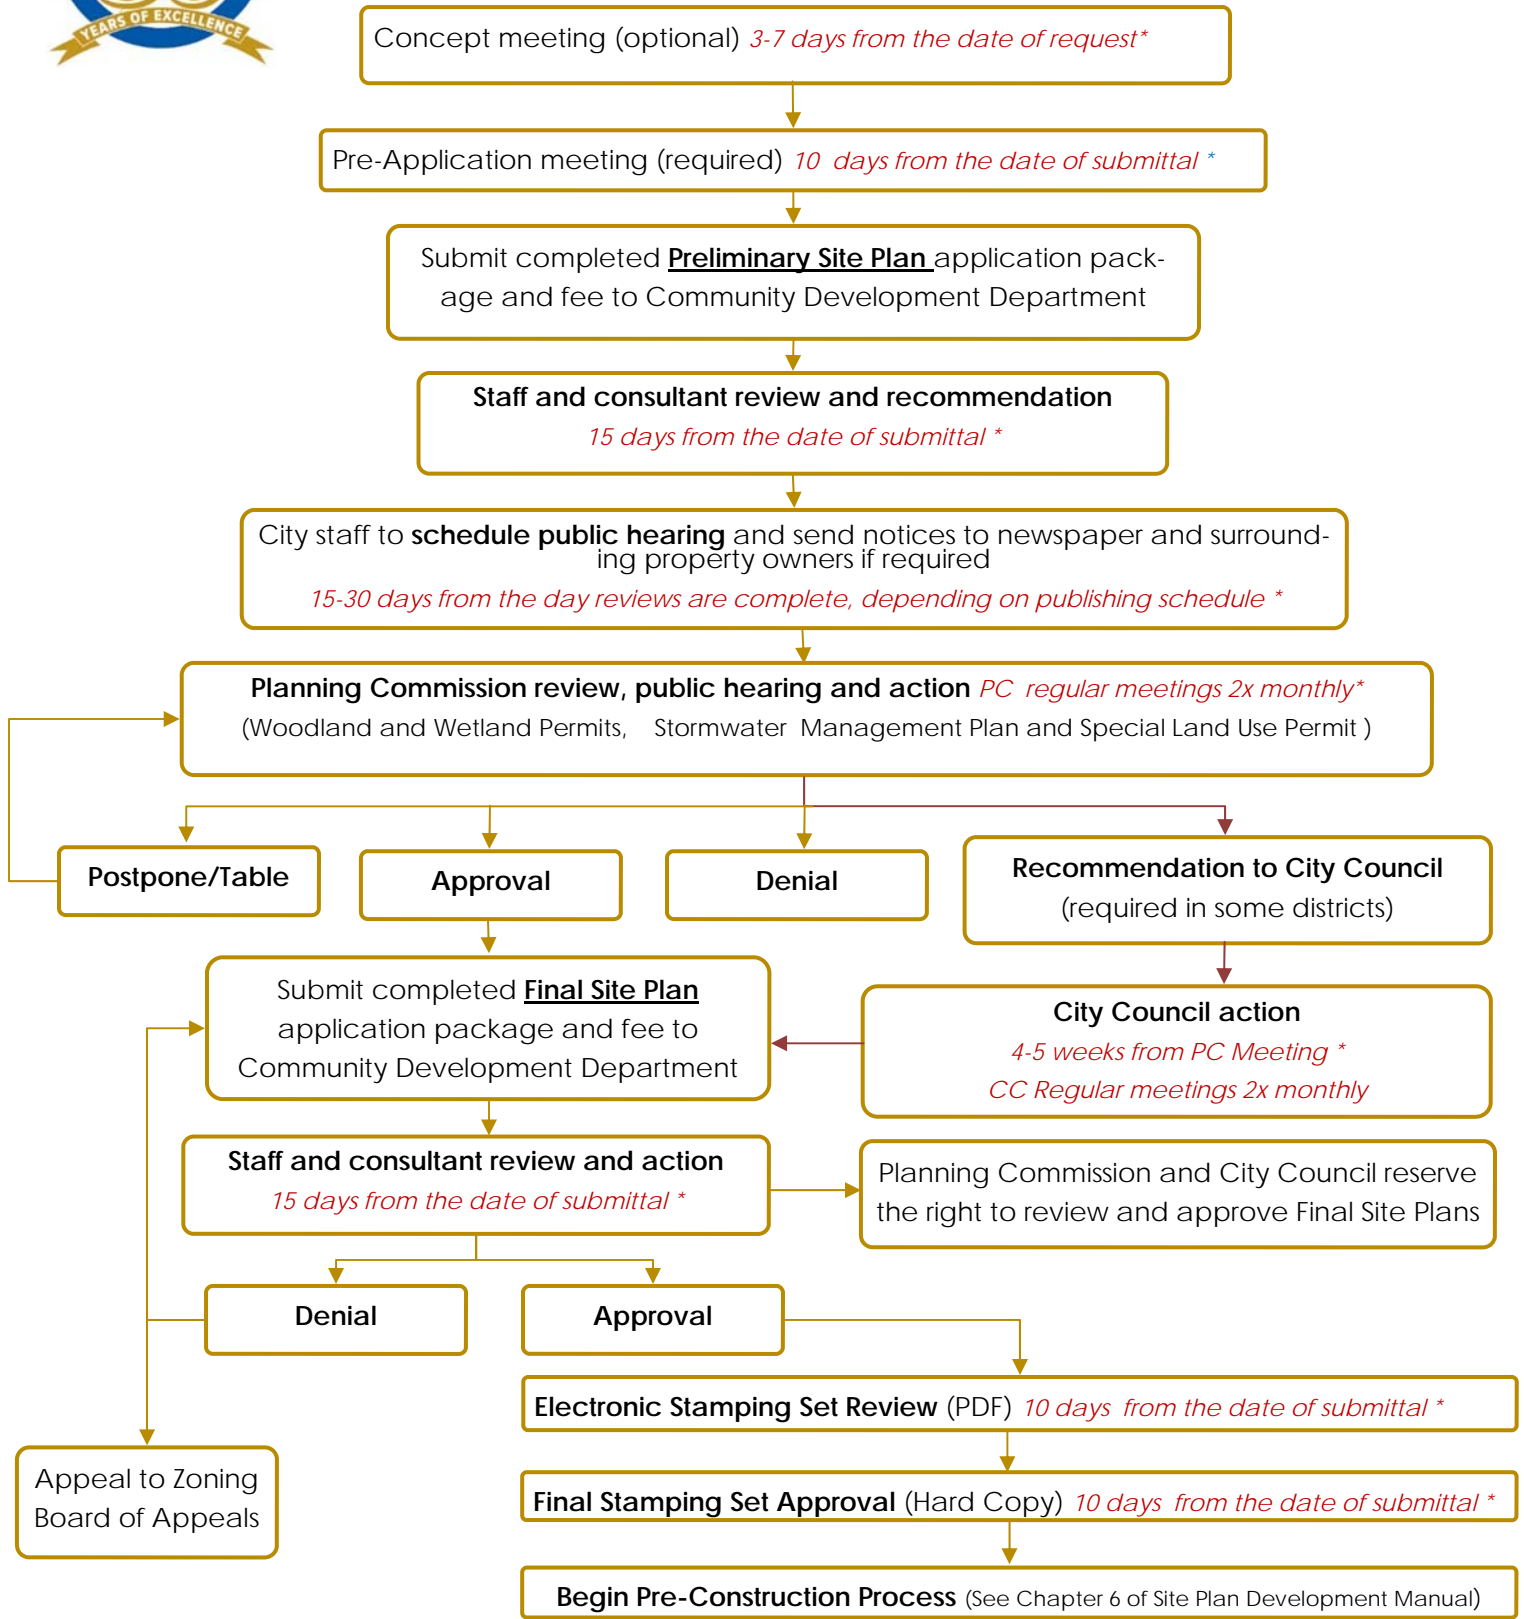 YEARS OF EXCELLENCE
Concept meeting (optional) 3-7 days from the date of request*
Pre-Application meeting (required) 10 days from the date of submittal *
Submit completed Preliminary Site Plan application pack-
age and fee to Community Development Department
Staff and consultant review and recommendation
15 days from the date of submittal *
City staff to schedule public hearing and send notices to newspaper and surround-
ing property owners if required
15-30 days from the day reviews are complete, depending on publishing schedule *
Planning Commission review, public hearing and action PC regular meetings 2x monthly*
(Woodland and Wetland Permits, Stormwater Management Plan and Special Land Use Permit )
Postpone/Table
Approval
Denial
Recommendation to City Council
(required in some districts)
Submit completed Final Site Plan
application package and fee to
Community Development Department
City Council action
4-5 weeks from PC Meeting *
CC Regular meetings 2x monthly
Staff and consultant review and action
15 days from the date of submittal *
Planning Commission and City Council reserve
the right to review and approve Final Site Plans
Denial
Approval
Electronic Stamping Set Review (PDF) 10 days from the date of submittal *
Appeal to Zoning
Board of Appeals
Final Stamping Set Approval (Hard Copy) 10 days from the date of submittal *
Begin Pre-Construction Process (See Chapter 6 of Site Plan Development Manual)